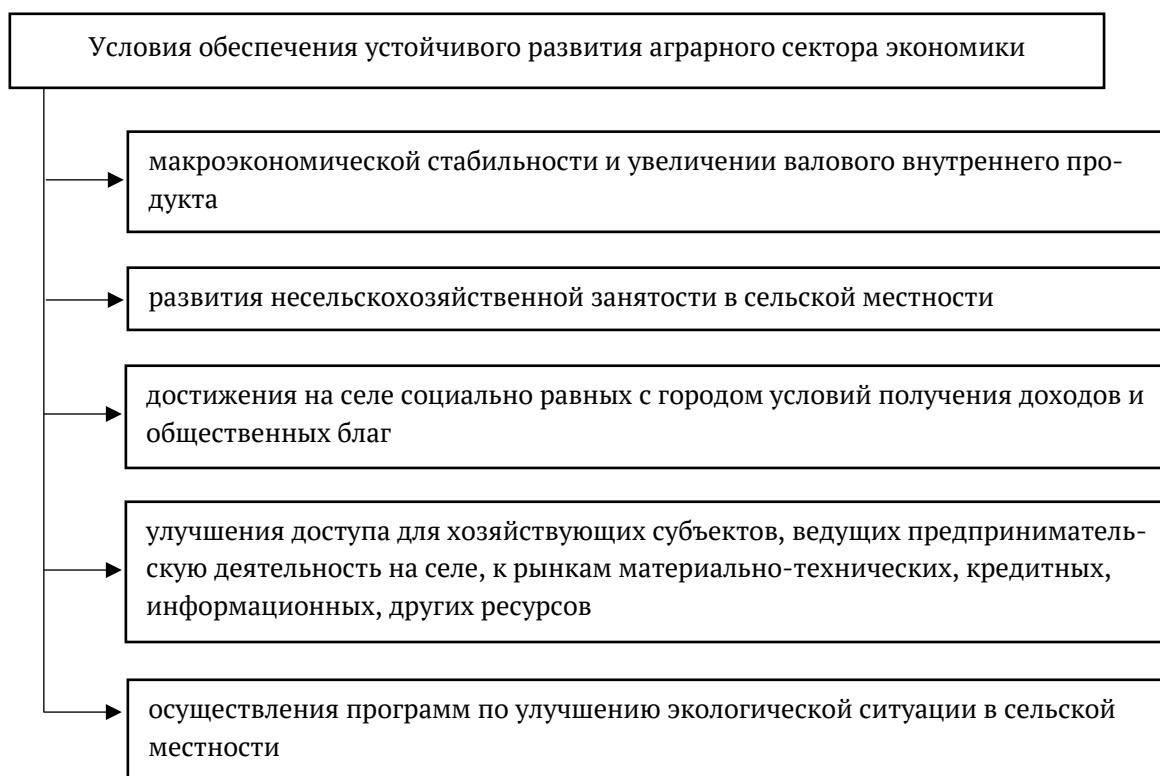 Условия обеспечения устойчивого развития аграрного сектора экономики
макроэкономической стабильности и увеличении валового внутреннего про-
дукта
развития несельскохозяйственной занятости в сельской местности
достижения на селе социально равных с городом условий получения доходов и
общественных благ
улучшения доступа для хозяйствующих субъектов, ведущих предприниматель-
скую деятельность на селе, к рынкам материально-технических, кредитных,
информационных, других ресурсов
осуществления программ по улучшению экологической ситуации в сельской
местности